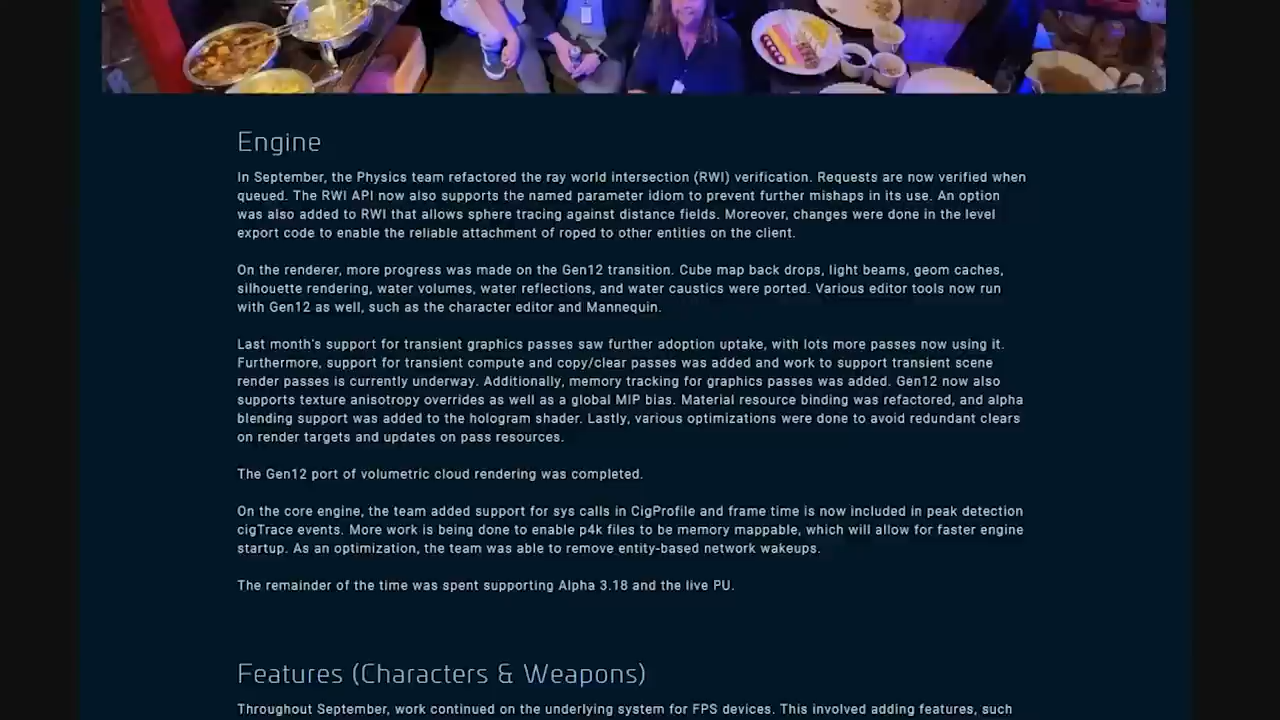 Engine
In September, the Physics team refactored the ray world intersection (RWI) verification. Requests are now verified when
queued. The RWI API now also supports the named parameter idiom to prevent further mishaps in its use. An option
was also added to RWI that allows sphere tracing against distance fields. Moreover, changes were done in the level
export code to enable the reliable attachment of roped to other entities on the client.
On the renderer, more progress was made on the Gen12 transition. Cube map back drops, light beams, geom caches,
silhouette rendering, water volumes, water reflections, and water caustics were ported. Various editor tools now run
with Gen12 as well, such as the character editor and Mannequin.
Last month's support for transient graphics passes saw further adoption uptake, with lots more passes now using it.
Furthermore, support for transient compute and copy/clear passes was added and work to support transient scene
render passes is currently underway. Additionally, memory tracking for graphics passes was added. Gen12 now also
supports texture anisotropy overrides as well as a global MIP bias. Material resource binding was refactored, and alpha
blending support was added to the hologram shader. Lastly, various optimizations were done to avoid redundant clears
on render targets and updates on pass resources.
The Gen12 port of volumetric cloud rendering was completed.
On the core engine, the team added support for sys calls in CigProfile and frame time is now included in peak detection
cigTrace events. More work is being done to enable p4k files to be memory mappable, which will allow for faster engine
startup. As an optimization, the team was able to remove entity-based network wakeups.
The remainder of the time was spent supporting Alpha 3.18 and the live PU.
Features (Characters & Weapons)
Throughout September, work continued on the underlying system for FPS devices. This involved adding features, such